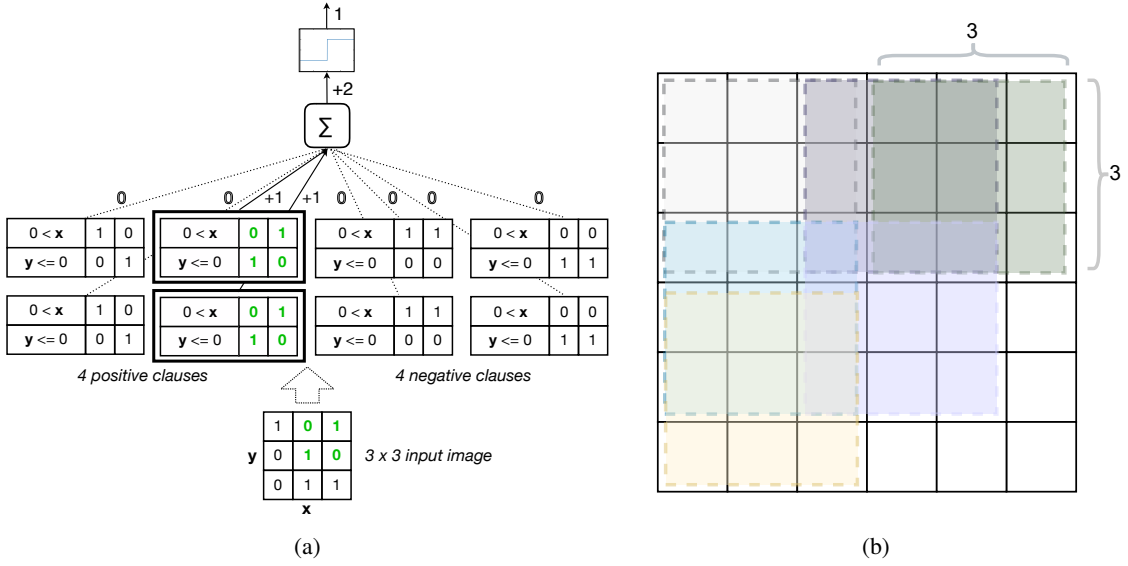 1
+2
Σ
0 0 +1 +1 0 0 0 0
0 < x 1 0
y <= 0 0 1
0 < x 0 1
y <= 0 1 0
0 < x 1 1
y <= 0 0 0
0 < x 0 0
y <= 0 1 1
0 < x 1 0
y <= 0 0 1
0 < x 0 1
y <= 0 1 0
0 < x 1 1
y <= 0 0 0
0 < x 0 0
y <= 0 1 1
4 positive clauses
4 negative clauses
1 0 1
y 0 1 0 3 x 3 input image
0 1 1
x
(a)
3
3
(b)